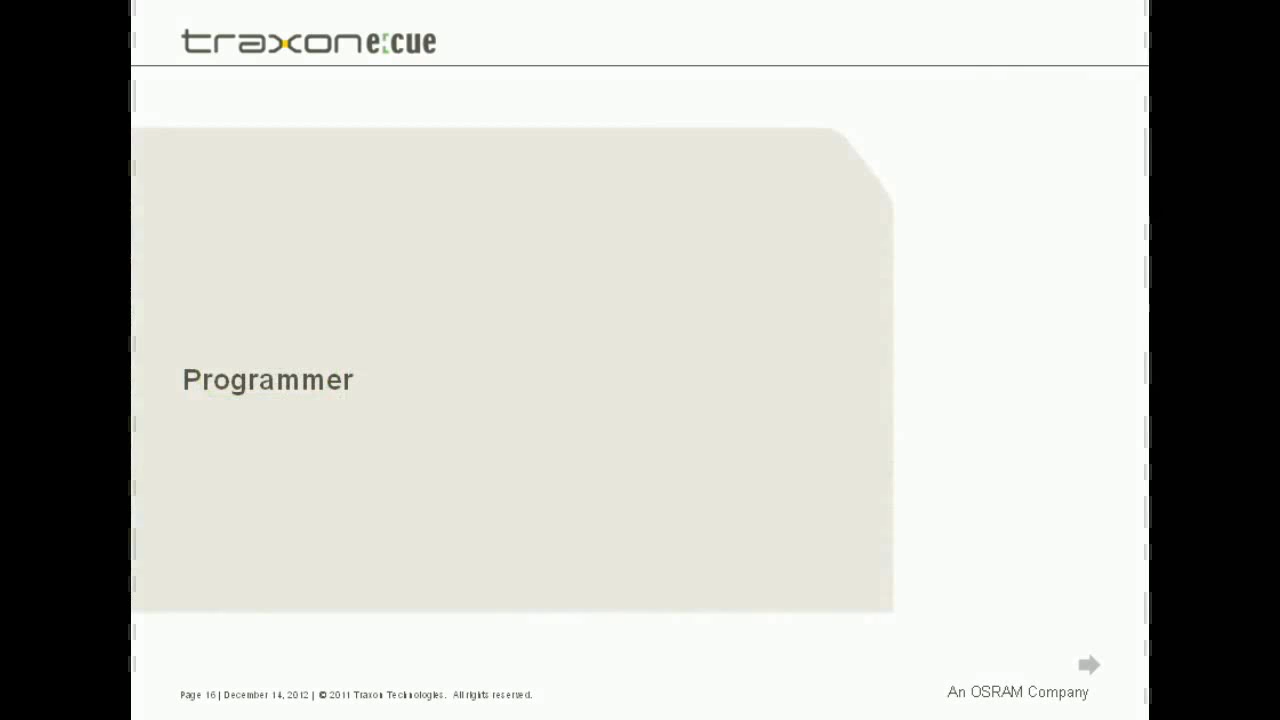 traxon e:cue
Programmer
Page 16 | December 14, 2012 | © 2011 Traxon Technologies. All rights reserved.
An OSRAM Company